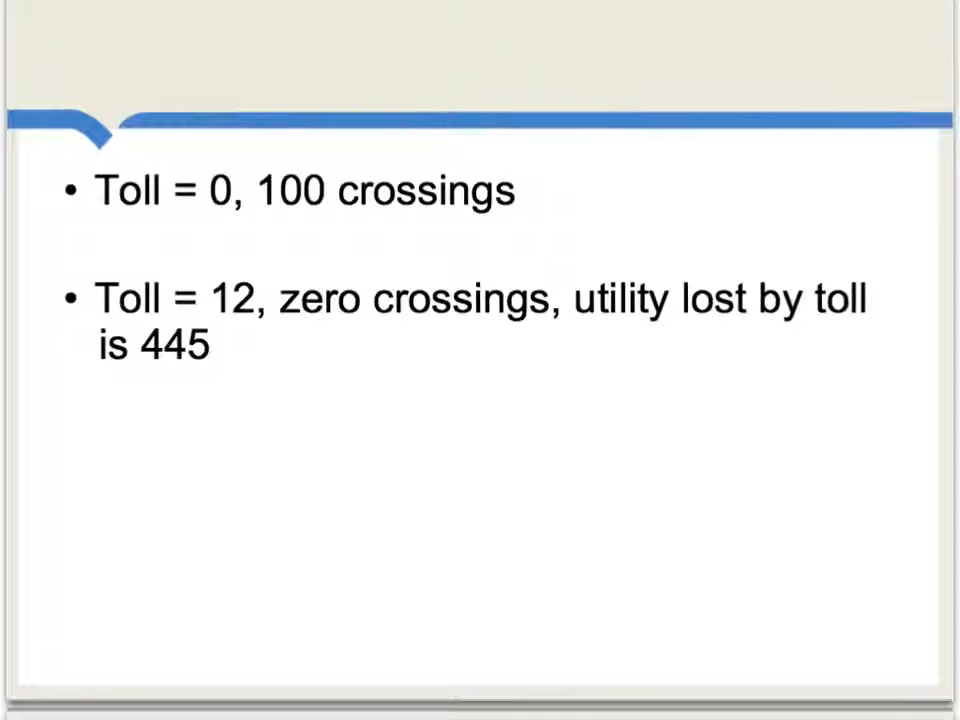 • Toll = 0, 100 crossings
• Toll = 12, zero crossings, utility lost by toll
is 445